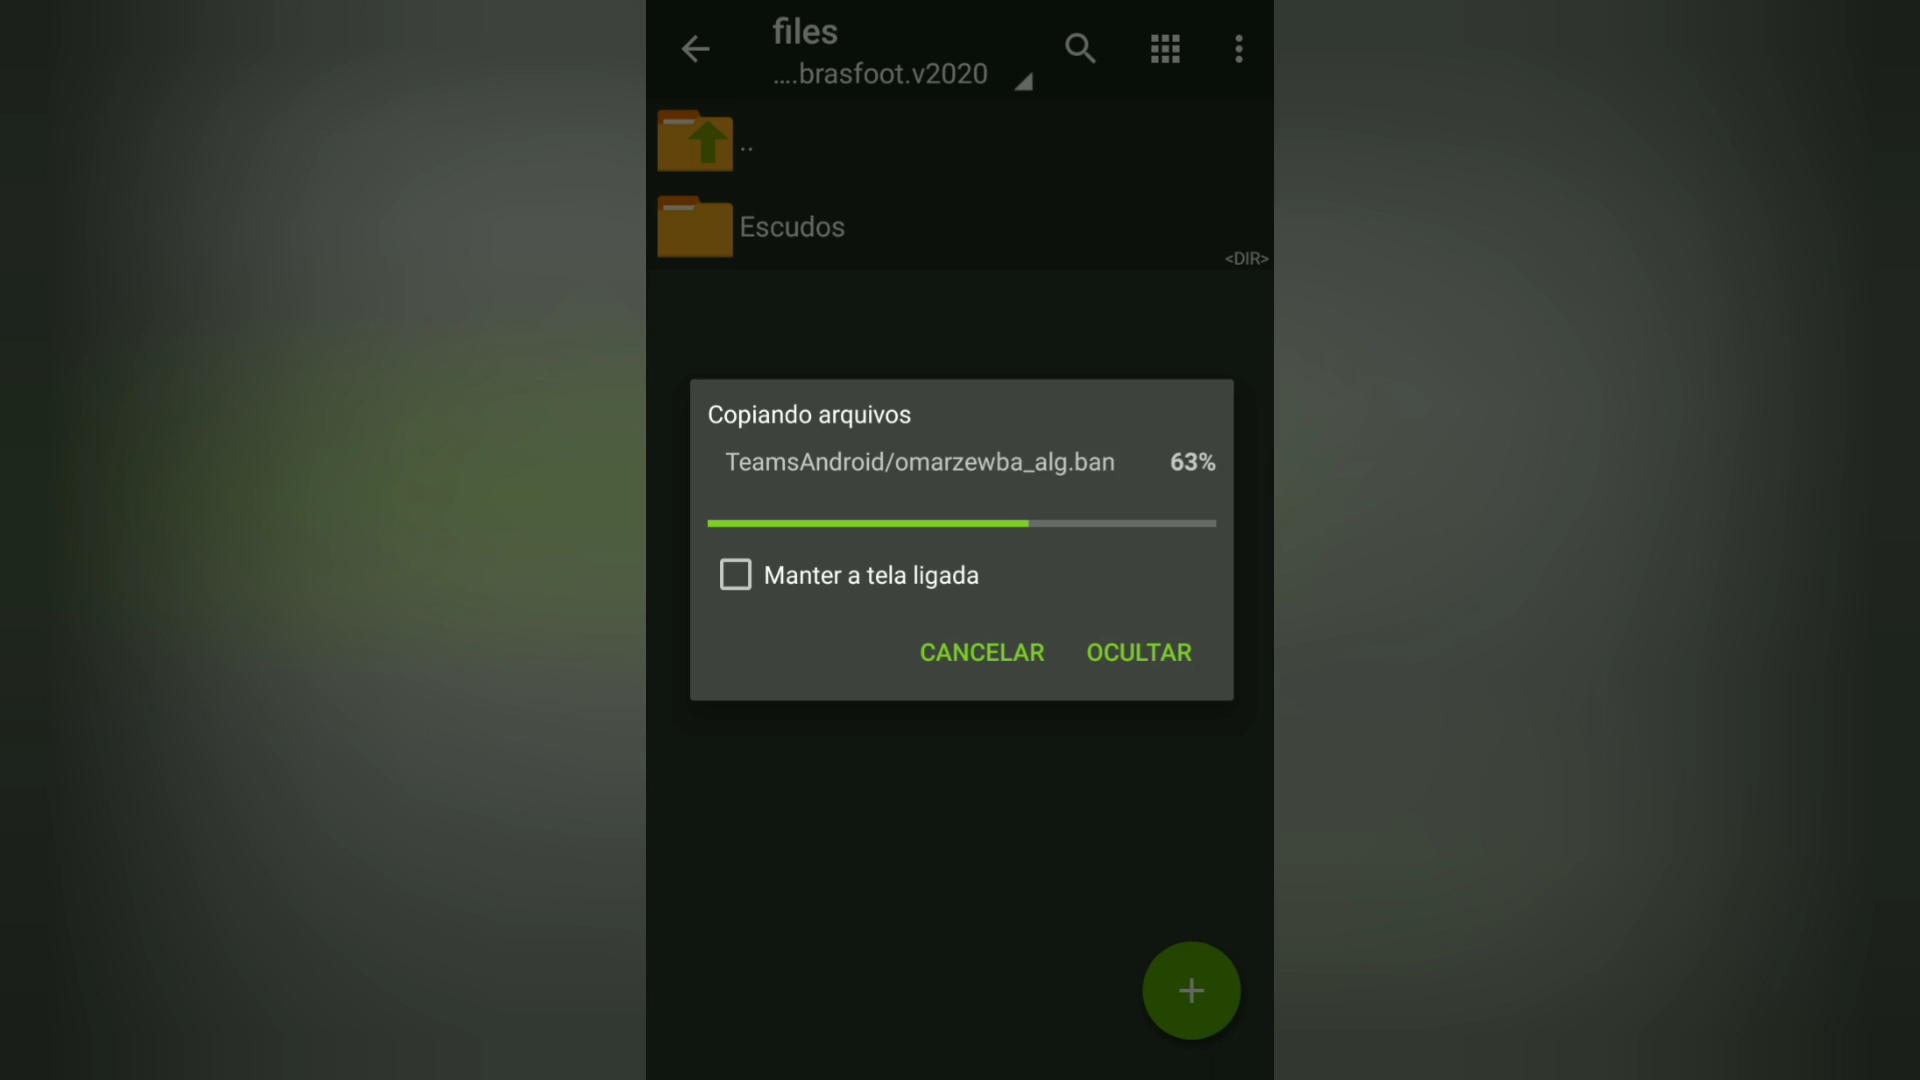 files
....brasfoot.v2020
..
Escudos
<DIR>
Copiando arquivos
TeamsAndroid/omarzewba_alg.ban 63%
Manter a tela ligada
CANCELAR OCULTAR